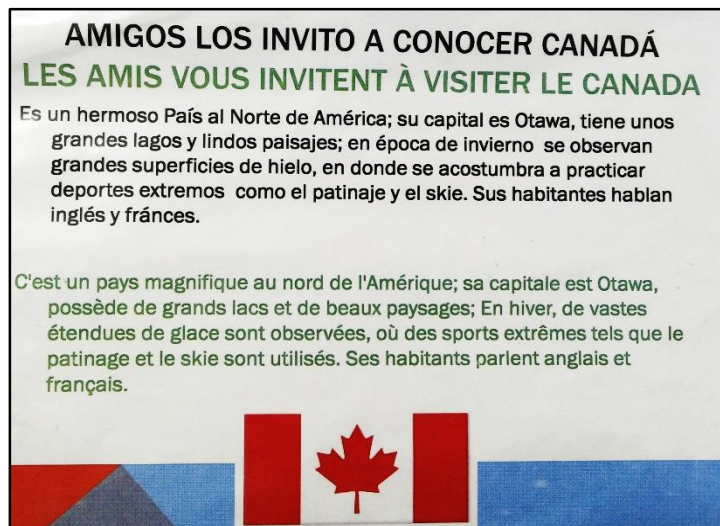 AMIGOS LOS INVITO A CONOCER CANADÁ
LES AMIS VOUS INVITENT À VISITER LE CANADA
Es un hermoso País al Norte de América; su capital es Otawa, tiene unos
grandes lagos y lindos paisajes; en época de invierno se observan
grandes superficies de hielo, en donde se acostumbra a practicar
deportes extremos como el patinaje y el skie. Sus habitantes hablan
inglés y fránces.
C'est un pays magnifique au nord de l'Amérique; sa capitale est Otawa,
possède de grands lacs et de beaux paysages; En hiver, de vastes
étendues de glace sont observées, où des sports extrêmes tels que le
patinage et le skie sont utilisés. Ses habitants parlent anglais et
français.